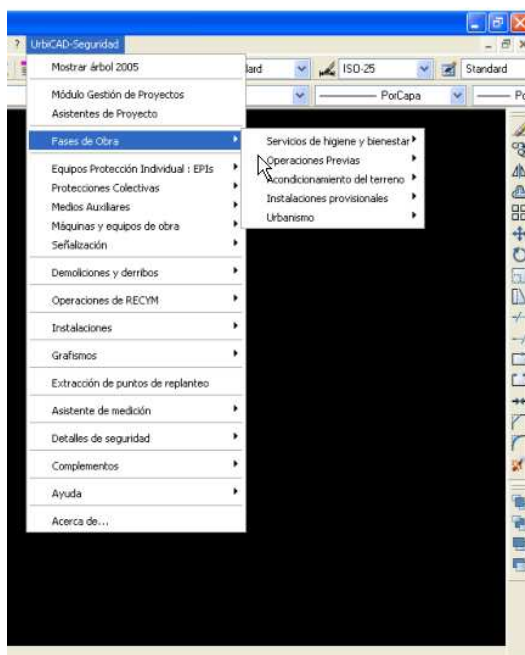 ? UrbiCAD-Seguridad
Mostrar árbol 2005
dard
ISO-25
Standard
Módulo Gestión de Proyectos
PorCapa
Asistentes de Proyecto
Fases de Obra
Servicios de higiene y bienestar
Operaciones Previas
Acondicionamiento del terreno
Instalaciones provisionales
Urbanismo
Equipos Protección Individual : EPIs
Protecciones Colectivas
Medios Auxiliares
Máquinas y equipos de obra
Señalización
Demoliciones y derribos
Operaciones de RECYM
Instalaciones
Grafismos
Extracción de puntos de replanteo
Asistente de medición
Detalles de seguridad
Complementos
Ayuda
Acerca de...